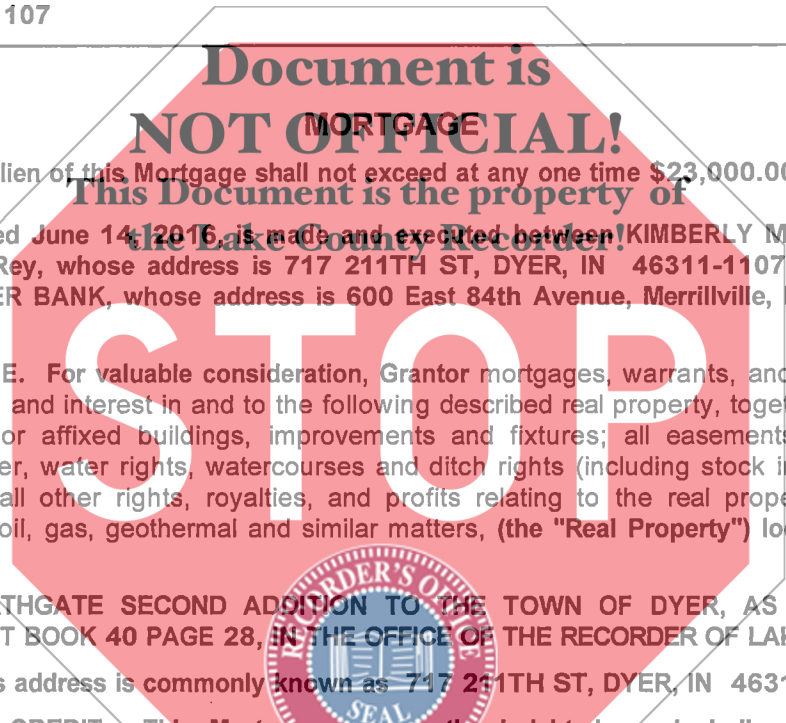 107
Document is
NOT OFFICIAL!
MORTGAGE
lien of this Mortgage shall not exceed at any one time $23,000.00
This Document is the property of
the Lake County Recorder!
ed June 14, 2016, is made and executed between KIMBERLY M
Rey, whose address is 717 211TH ST, DYER, IN 46311-1107
ER BANK, whose address is 600 East 84th Avenue, Merrillville,
STOP
E. For valuable consideration, Grantor mortgages, warrants, and
and interest in and to the following described real property, toget
or affixed buildings, improvements and fixtures; all easements
er, water rights, watercourses and ditch rights (including stock i
all other rights, royalties, and profits relating to the real prope
oil, gas, geothermal and similar matters, (the "Real Property") lo
RECORDER'S OFFICE
THGATE SECOND ADDITION TO THE TOWN OF DYER, AS
T BOOK 40 PAGE 28, IN THE OFFICE OF THE RECORDER OF LA
s address is commonly known as 717 211TH ST, DYER, IN 4631
SEAL
CREDIT. This